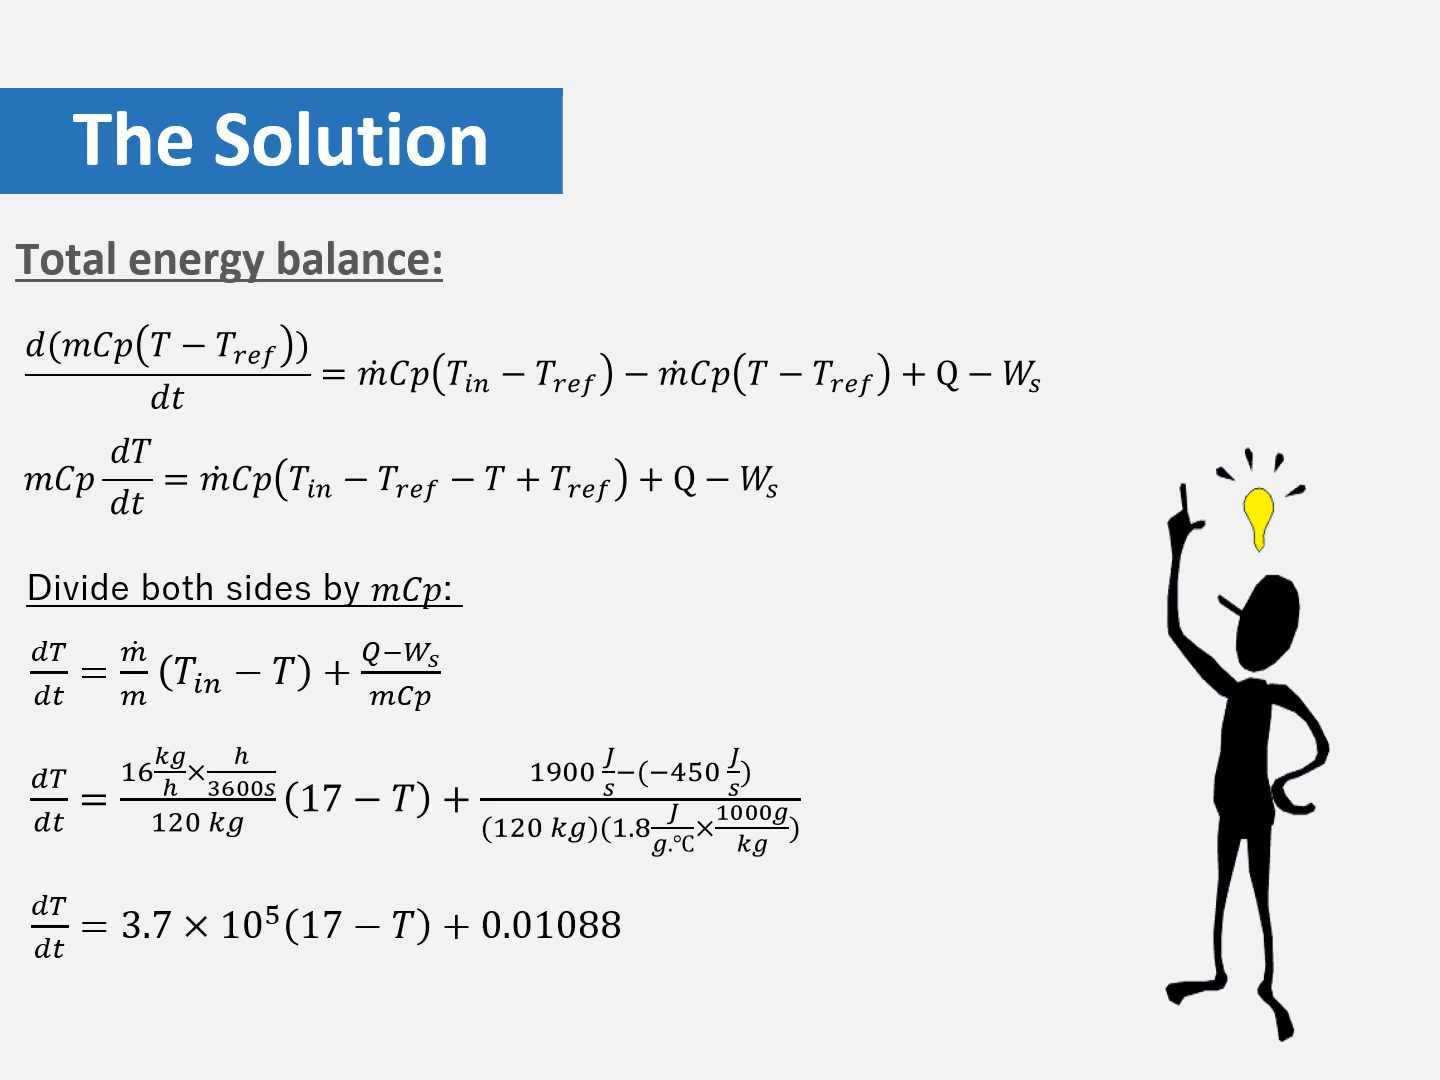 The Solution
Total energy balance:
d(mCp(T − T_ref))/dt = ṁCp(T_in − T_ref) − ṁCp(T − T_ref) + Q − W_s
mCp dT/dt = ṁCp(T_in − T_ref − T + T_ref) + Q − W_s
Divide both sides by mCp:
dT/dt = ṁ/m (T_in − T) + (Q−W_s)/(mCp)
dT/dt = (16 kg/h × h/3600s)/(120 kg) (17 − T) + (1900 J/s − (−450 J/s))/((120 kg)(1.8 J/g.℃ × 1000g/kg))
dT/dt = 3.7 × 10⁵(17 − T) + 0.01088